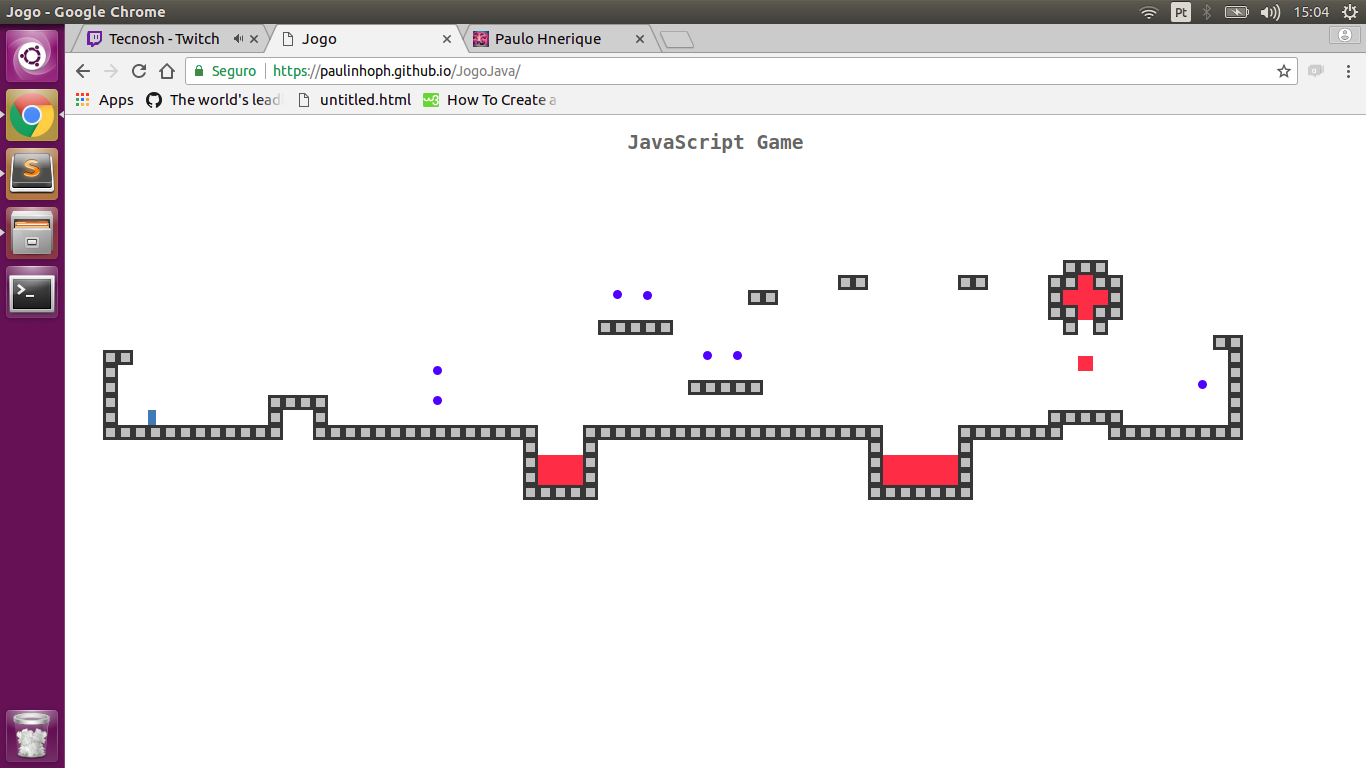 Jogo - Google Chrome
Pt
15:04
Tecnosh - Twitch
Jogo
Paulo Hnerique
Seguro
https://paulinhoph.github.io/JogoJava/
Apps
The world's lead
untitled.html
w3
How To Create a
JavaScript Game